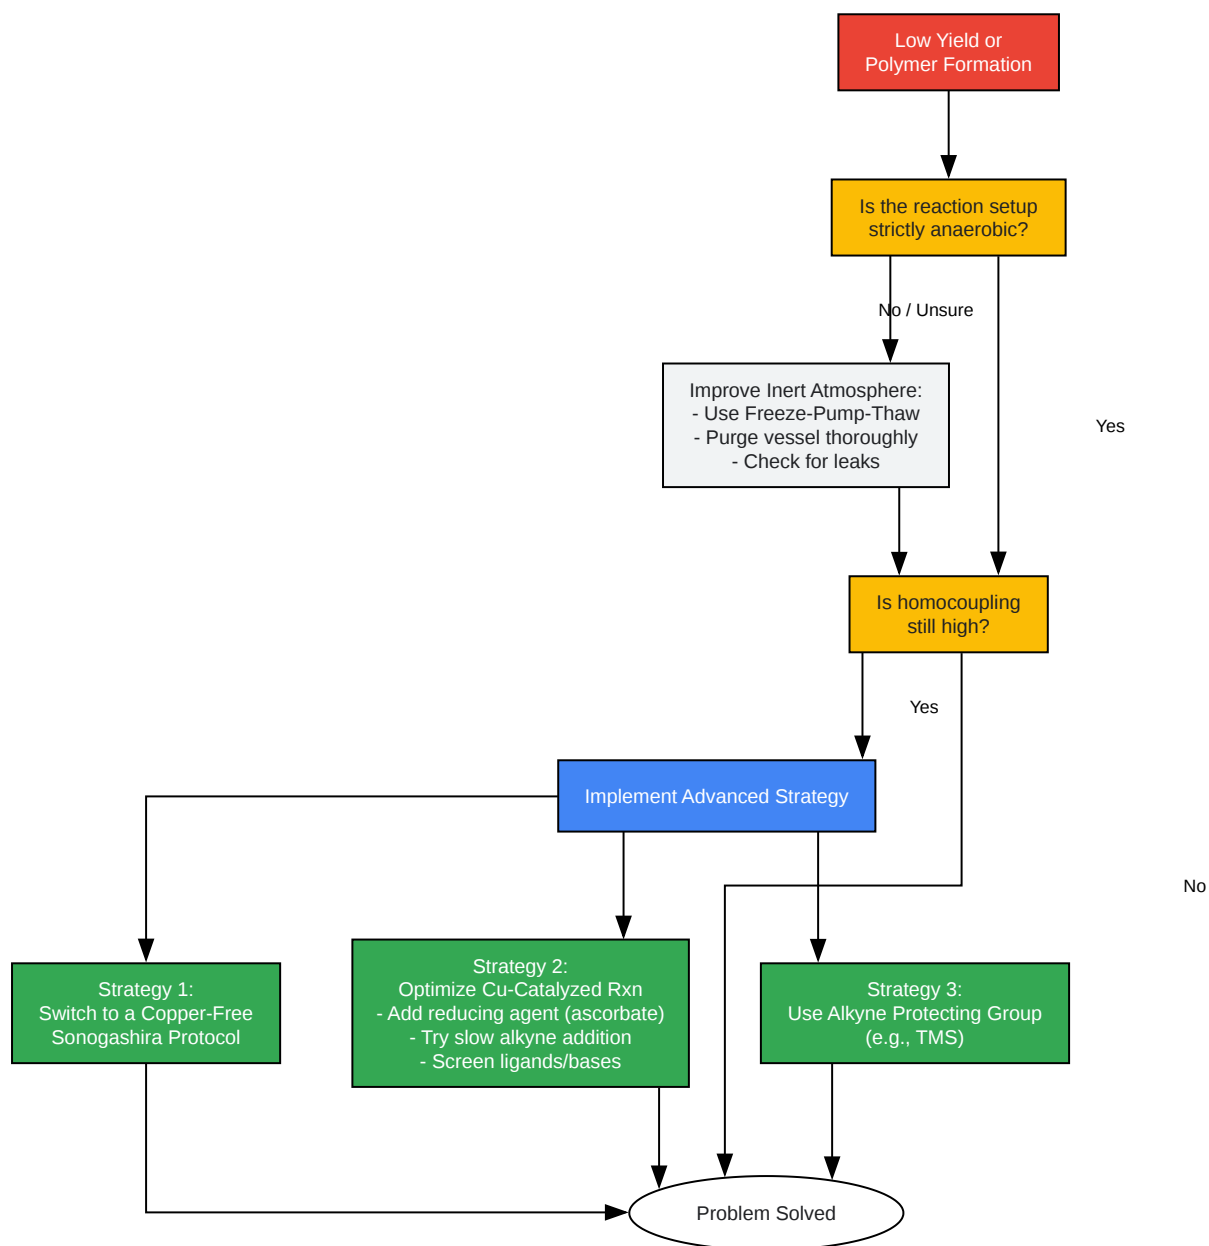 Low Yield or
Polymer Formation
Is the reaction setup
strictly anaerobic?
No / Unsure
Improve Inert Atmosphere:
- Use Freeze-Pump-Thaw
- Purge vessel thoroughly
- Check for leaks
Yes
Is homocoupling
still high?
Yes
Implement Advanced Strategy
No
Strategy 1:
Switch to a Copper-Free
Sonogashira Protocol
Strategy 2:
Optimize Cu-Catalyzed Rxn
- Add reducing agent (ascorbate)
- Try slow alkyne addition
- Screen ligands/bases
Strategy 3:
Use Alkyne Protecting Group
(e.g., TMS)
Problem Solved